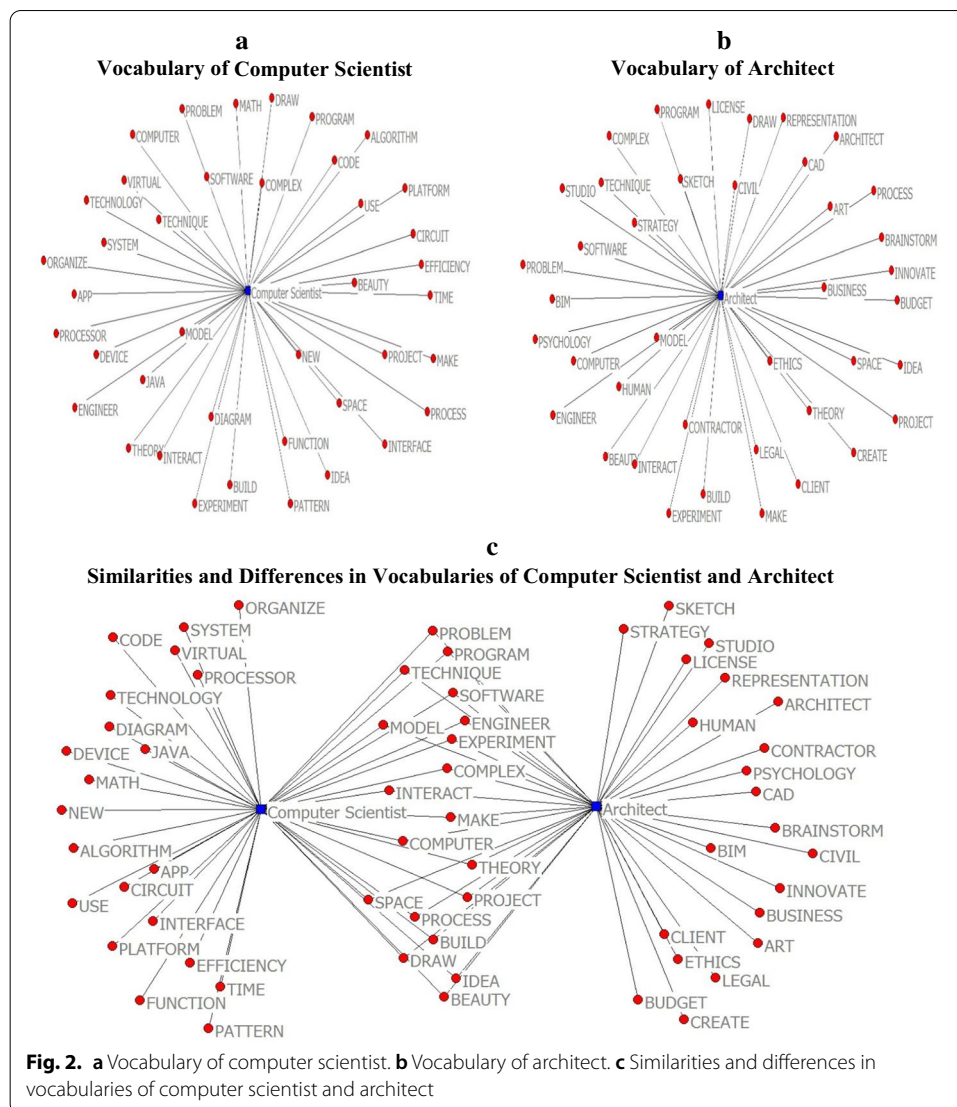 a
Vocabulary of Computer Scientist
DRAW
MATH
PROBLEM
PROGRAM
COMPUTER
ALGORITHM
CODE
VIRTUAL
SOFTWARE
COMPLEX
PLATFORM
TECHNOLOGY
USE
TECHNIQUE
CIRCUIT
SYSTEM
ORGANIZE
EFFICIENCY
BEAUTY
Computer Scientist
APP
TIME
PROCESSOR
MODEL
DEVICE
NEW
PROJECT
MAKE
JAVA
ENGINEER
SPACE
PROCESS
DIAGRAM
FUNCTION
INTERFACE
THEORY
INTERACT
IDEA
BUILD
EXPERIMENT
PATTERN
b
Vocabulary of Architect
LICENSE
PROGRAM
DRAW
REPRESENTATION
COMPLEX
ARCHITECT
CAD
TECHNIQUE
SKETCH
CIVIL
STUDIO
PROCESS
ART
STRATEGY
BRAINSTORM
SOFTWARE
PROBLEM
INNOVATE
BUSINESS
Architect
BIM
BUDGET
PSYCHOLOGY
MODEL
COMPUTER
ETHICS
SPACE
IDEA
HUMAN
ENGINEER
THEORY
PROJECT
CONTRACTOR
LEGAL
CREATE
BEAUTY
INTERACT
CLIENT
BUILD
EXPERIMENT
MAKE
c
Similarities and Differences in Vocabularies of Computer Scientist and Architect
ORGANIZE
SYSTEM
CODE
VIRTUAL
PROCESSOR
TECHNOLOGY
DIAGRAM
DEVICE
JAVA
MATH
NEW
Computer Scientist
ALGORITHM
APP
CIRCUIT
USE
INTERFACE
PLATFORM
EFFICIENCY
TIME
FUNCTION
PATTERN
PROBLEM
PROGRAM
TECHNIQUE
SOFTWARE
MODEL
ENGINEER
EXPERIMENT
COMPLEX
INTERACT
MAKE
COMPUTER
THEORY
SPACE
PROJECT
PROCESS
BUILD
DRAW
IDEA
BEAUTY
SKETCH
STRATEGY
STUDIO
LICENSE
REPRESENTATION
ARCHITECT
HUMAN
CONTRACTOR
PSYCHOLOGY
CAD
Architect
BRAINSTORM
BIM
CIVIL
INNOVATE
BUSINESS
CLIENT
ART
ETHICS
LEGAL
BUDGET
CREATE
Fig. 2. a Vocabulary of computer scientist. b Vocabulary of architect. c Similarities and differences in
vocabularies of computer scientist and architect